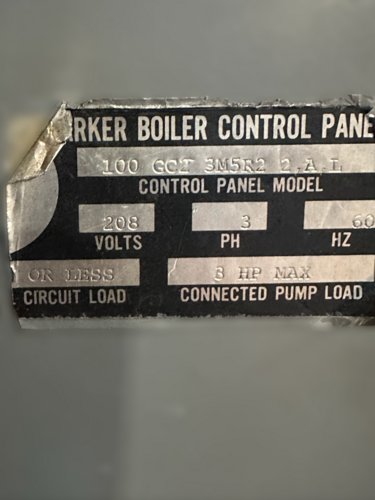 RKER BOILER CONTROL PANE
100 GCT 3M5R2 2,A,L
CONTROL PANEL MODEL
208 3 60
VOLTS PH HZ
OR LESS 3 HP MAX
CIRCUIT LOAD CONNECTED PUMP LOAD